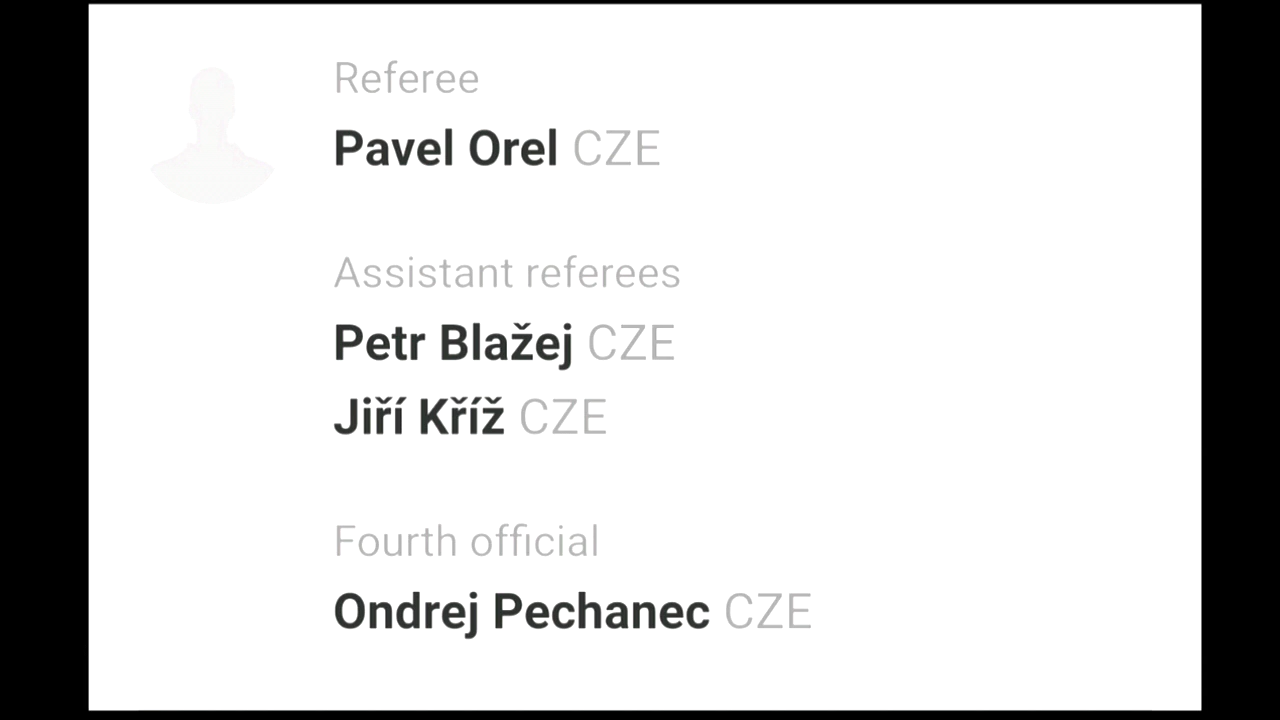 Referee
Pavel Orel CZE
Assistant referees
Petr Blažej CZE
Jiří Kříž CZE
Fourth official
Ondrej Pechanec CZE